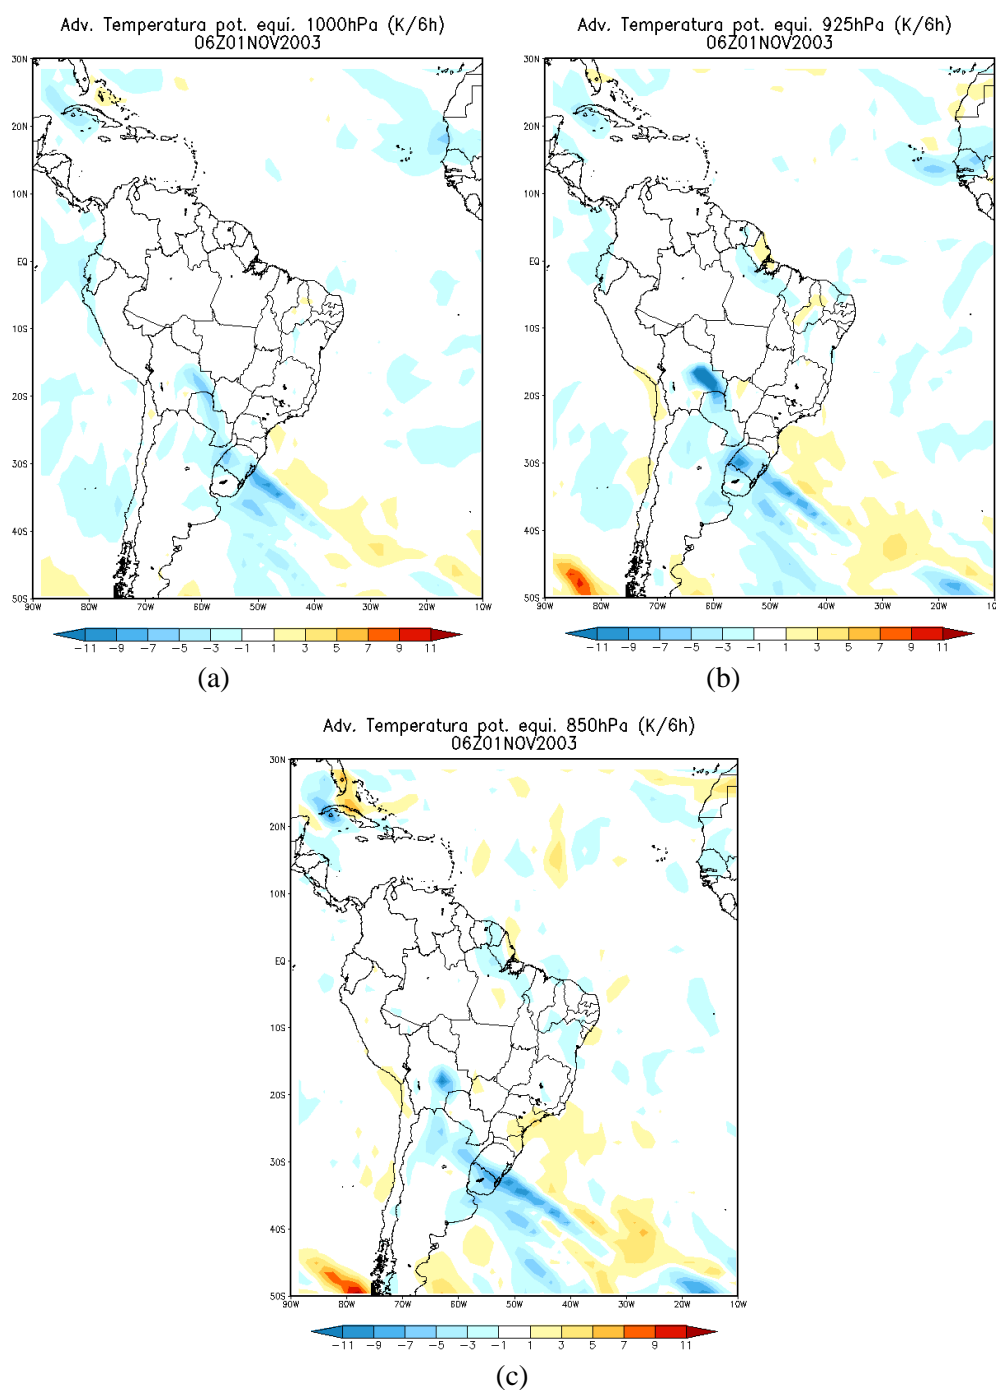 Adv. Temperatura pot. equi. 1000hPa (K/6h)
06Z01NOV2003
30N
20N
10N
EQ
10S
20S
30S
40S
50S
90W 80W 70W 60W 50W 40W 30W 20W 10W
-11 -9 -7 -5 -3 -1 1 3 5 7 9 11
(a)
Adv. Temperatura pot. equi. 925hPa (K/6h)
06Z01NOV2003
30N
20N
10N
EQ
10S
20S
30S
40S
50S
90W 80W 70W 60W 50W 40W 30W 20W 10W
-11 -9 -7 -5 -3 -1 1 3 5 7 9 11
(b)
Adv. Temperatura pot. equi. 850hPa (K/6h)
06Z01NOV2003
30N
20N
10N
EQ
10S
20S
30S
40S
50S
90W 80W 70W 60W 50W 40W 30W 20W 10W
-11 -9 -7 -5 -3 -1 1 3 5 7 9 11
(c)